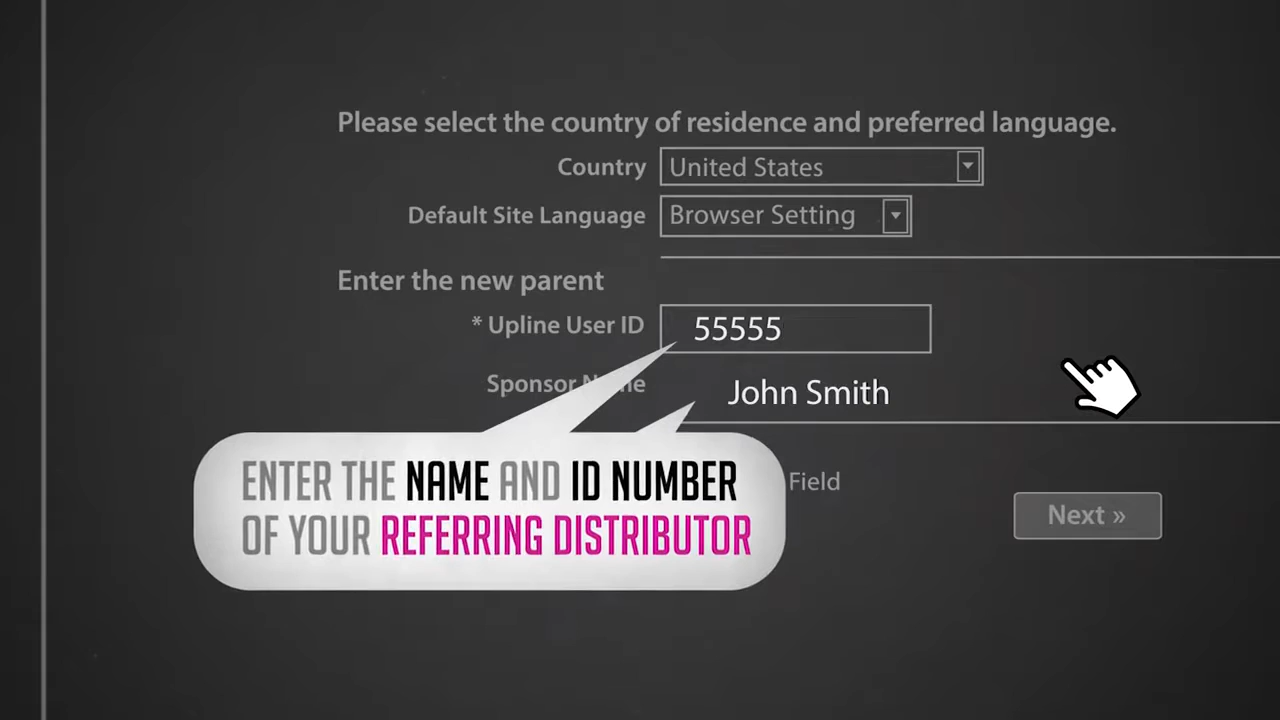 Please select the country of residence and preferred language.
Country United States
Default Site Language Browser Setting
Enter the new parent
* Upline User ID 55555
Sponsor Name John Smith
ENTER THE NAME AND ID NUMBER
OF YOUR REFERRING DISTRIBUTOR
Field
Next »